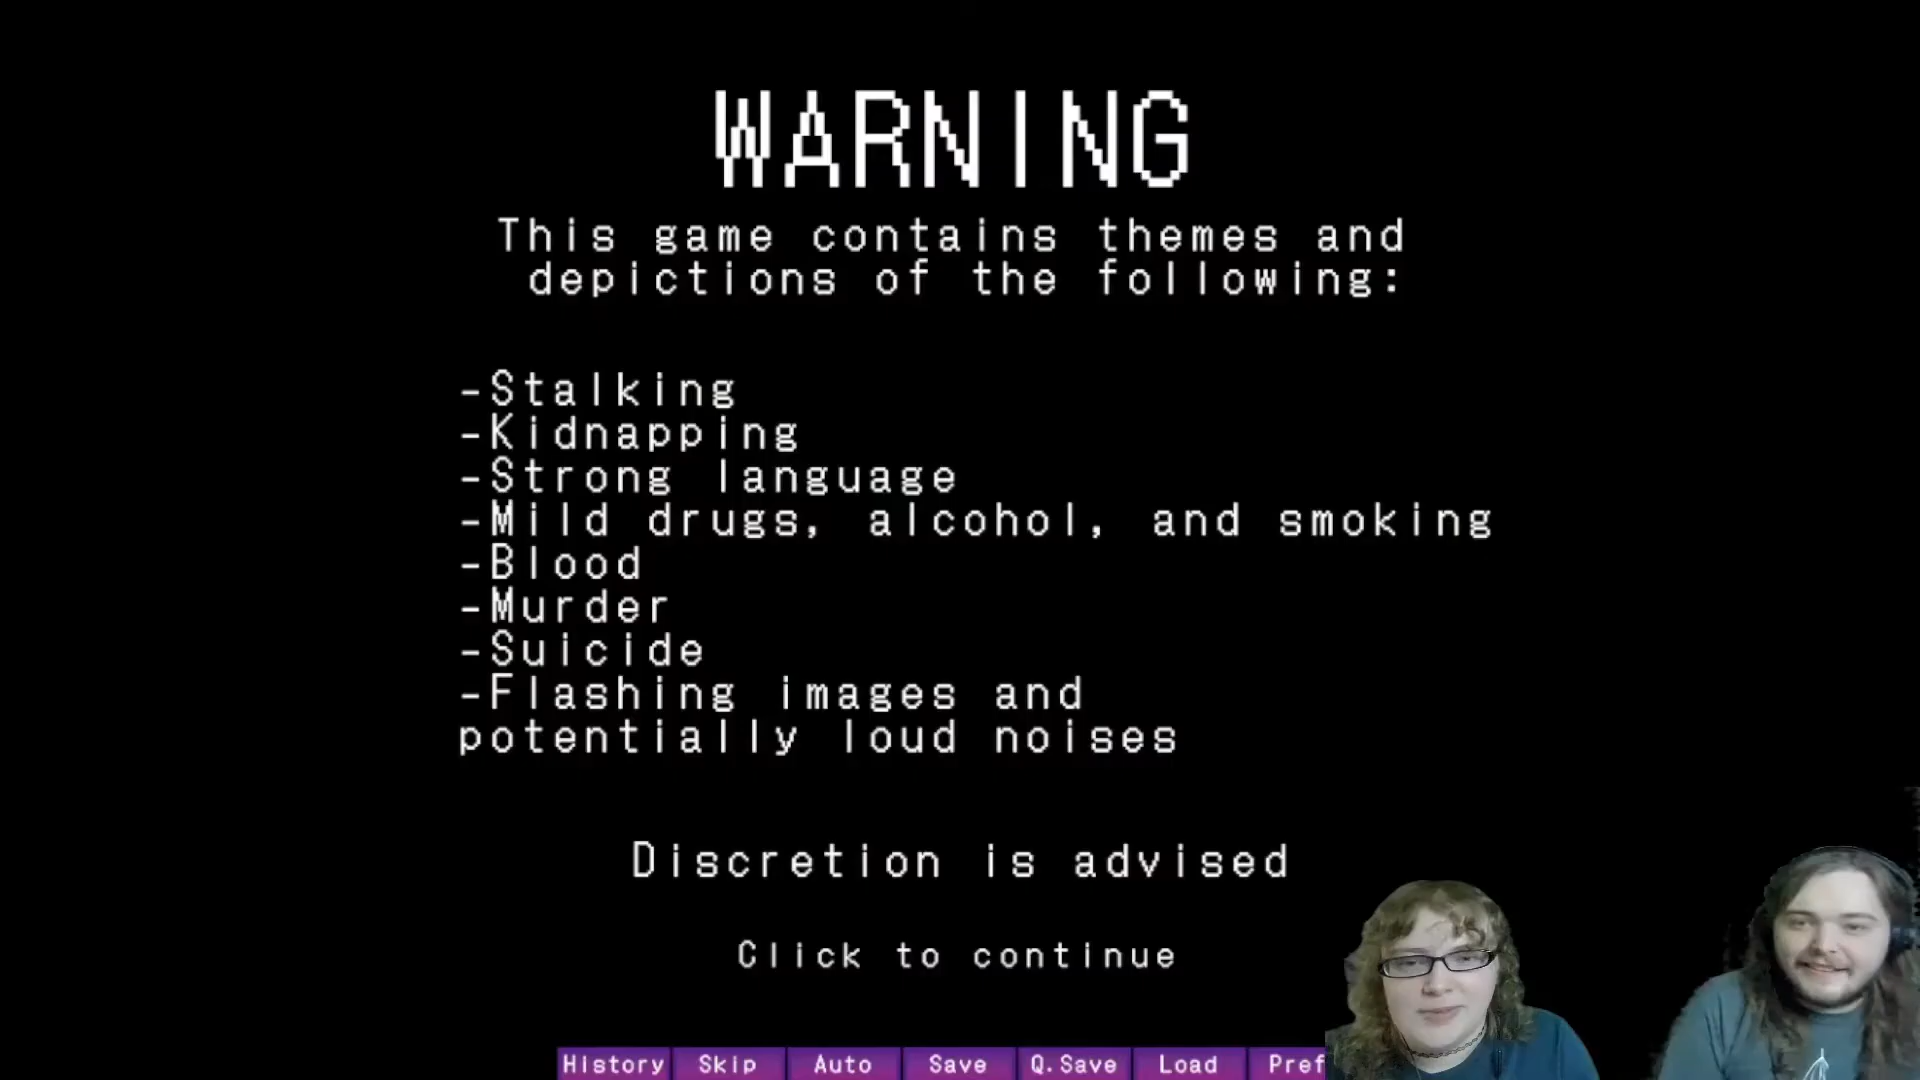 WARNING
This game contains themes and
depictions of the following:
-Stalking
-Kidnapping
-Strong language
-Mild drugs, alcohol, and smoking
-Blood
-Murder
-Suicide
-Flashing images and
potentially loud noises
Discretion is advised
Click to continue
History Skip Auto Save Q.Save Load Pref